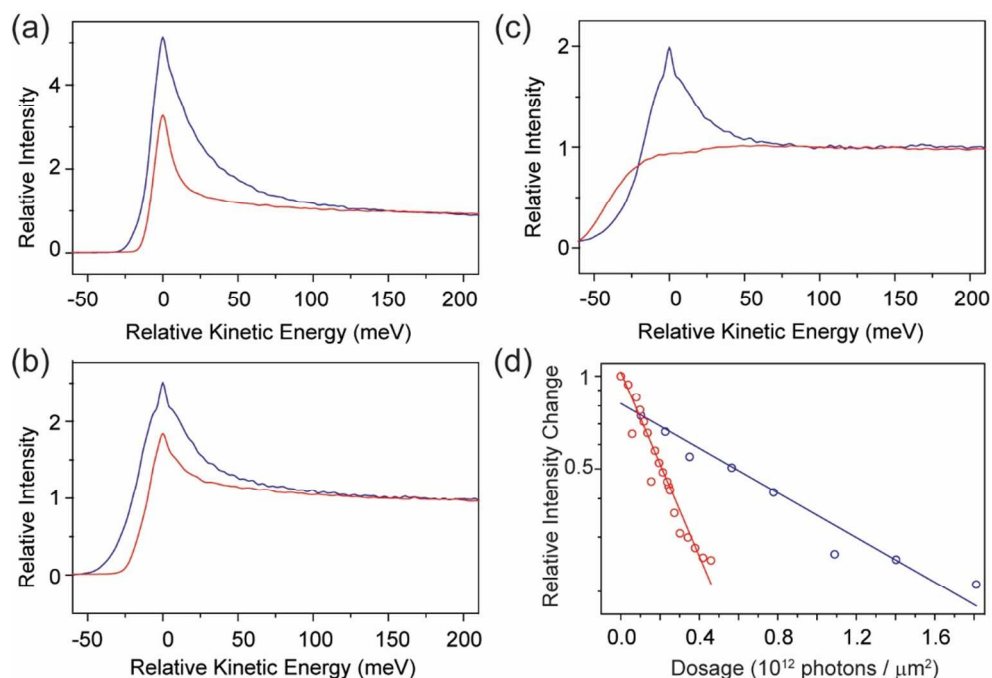 (a)
4
2
0
Relative Intensity
-50 0 50 100 150 200
Relative Kinetic Energy (meV)
(c)
2
1
0
Relative Intensity
-50 0 50 100 150 200
Relative Kinetic Energy (meV)
(b)
2
1
0
Relative Intensity
-50 0 50 100 150 200
Relative Kinetic Energy (meV)
(d)
1
0.5
Relative Intensity Change
0.0 0.4 0.8 1.2 1.6
Dosage (10¹² photons / μm²)